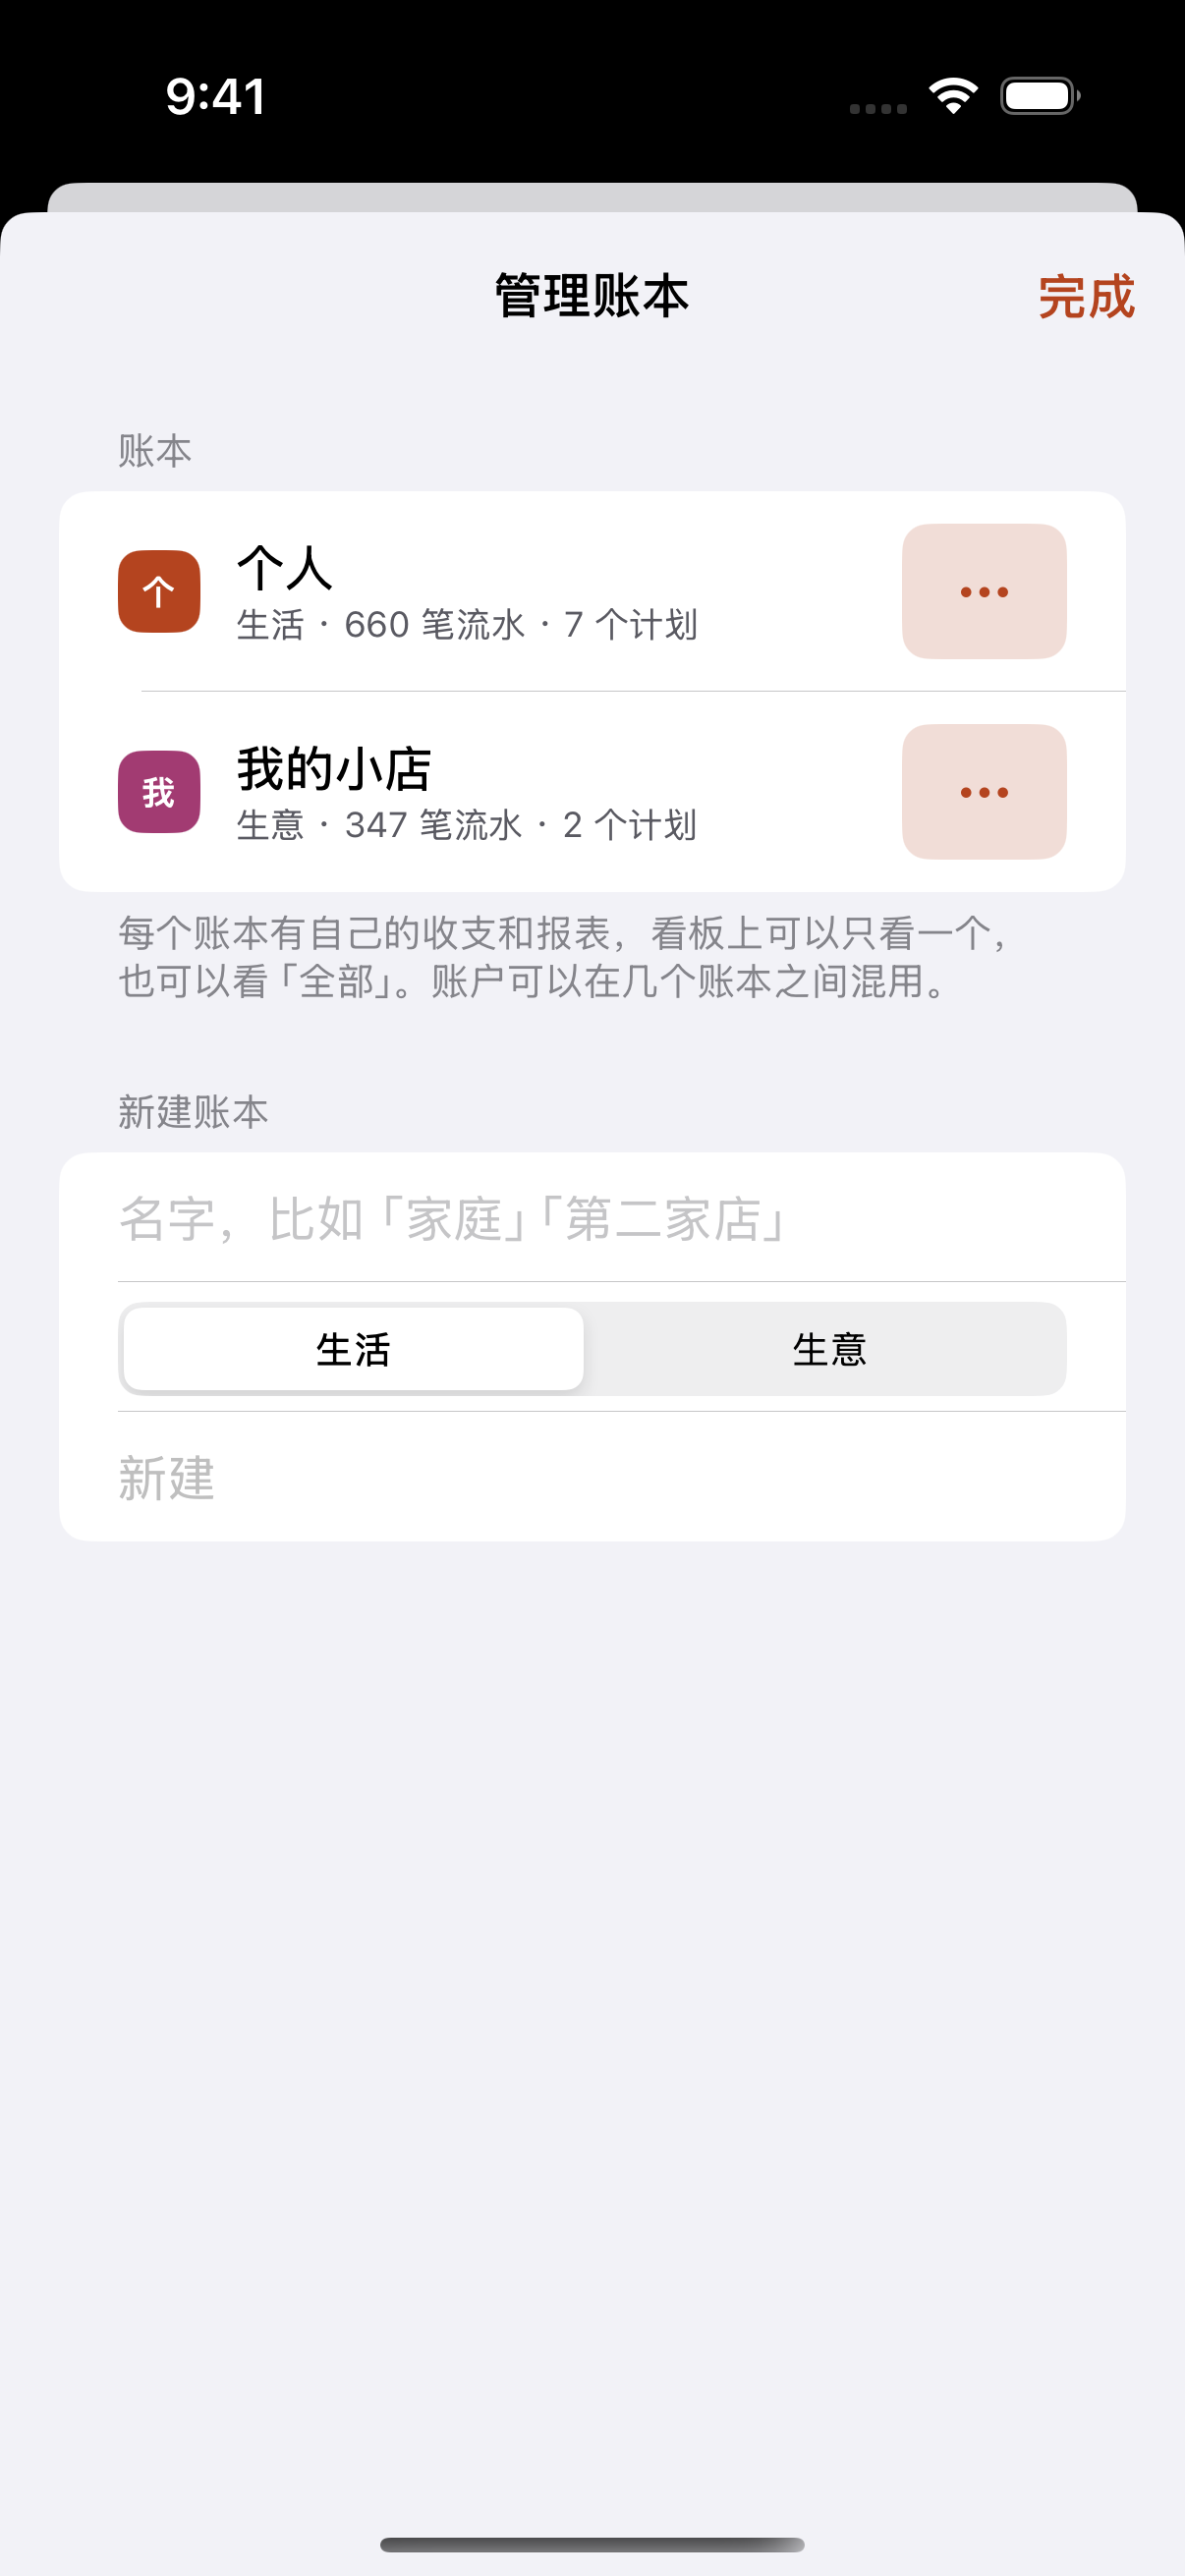 9:41
管理账本
完成
账本
个
个人
生活 · 660 笔流水 · 7 个计划
我
我的小店
生意 · 347 笔流水 · 2 个计划
每个账本有自己的收支和报表，看板上可以只看一个，
也可以看「全部」。账户可以在几个账本之间混用。
新建账本
名字，比如「家庭」「第二家店」
生活
生意
新建